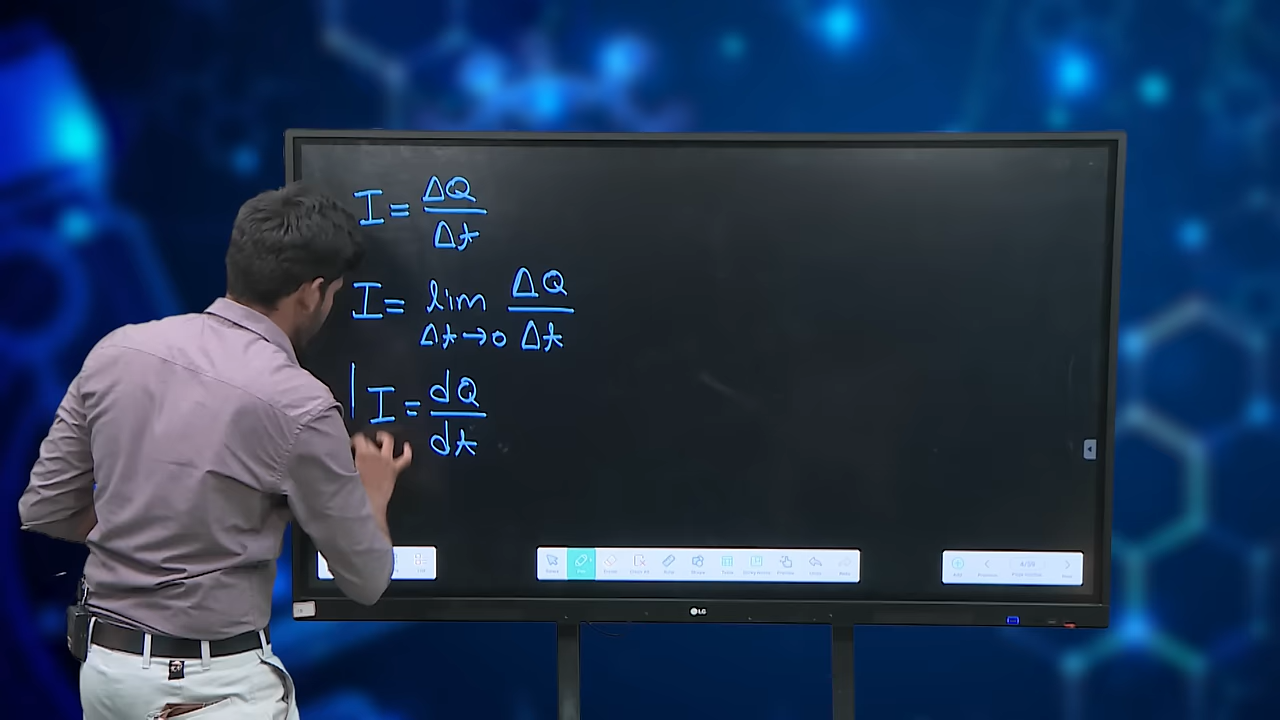 I = ΔQ/Δt
I = lim Δt→0 ΔQ/Δt
I = dQ/dt
LG